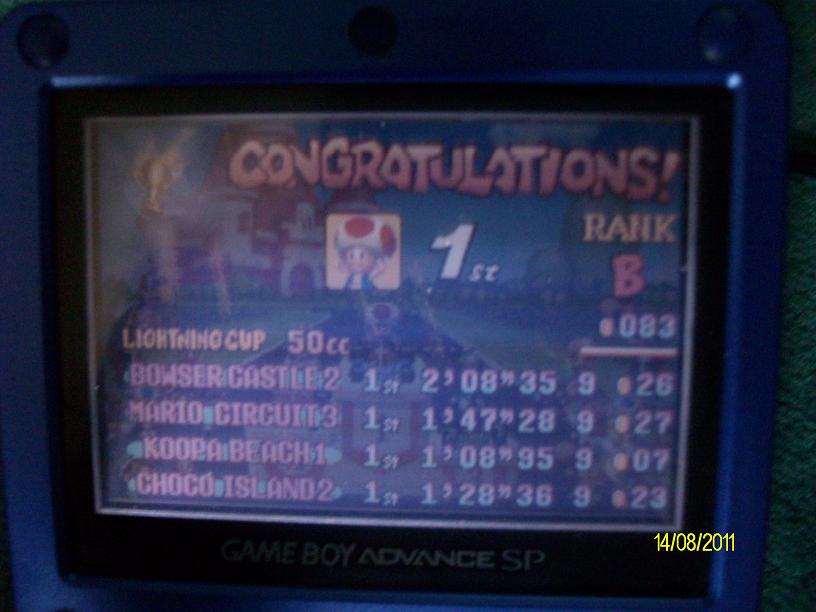 CONGRATULATIONS!
1st
RANK
B
083
LIGHTNING CUP 50cc
BOWSER CASTLE 2 1st 2'08"35 9 26
MARIO CIRCUIT 3 1st 1'47"28 9 27
KOOPA BEACH 1 1st 1'08"95 9 07
CHOCO ISLAND 2 1st 1'28"36 9 23
14/08/2011
GAME BOY ADVANCE SP